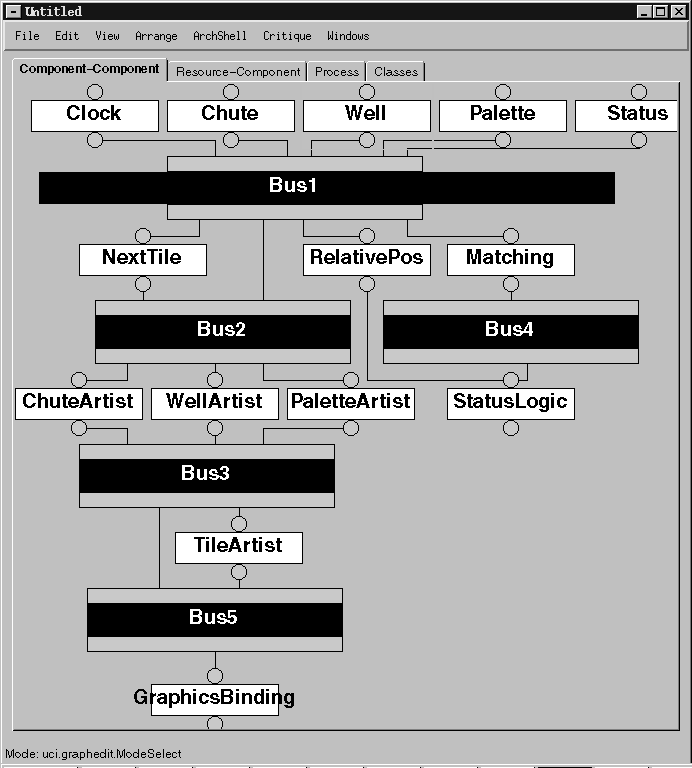 Untitled
File Edit View Arrange ArchShell Critique Windows
Component-Component Resource-Component Process Classes
Clock Chute Well Palette Status
Bus1
NextTile RelativePos Matching
Bus2 Bus4
ChuteArtist WellArtist PaletteArtist StatusLogic
Bus3
TileArtist
Bus5
GraphicsBinding
Mode: uci.graphedit.ModeSelect